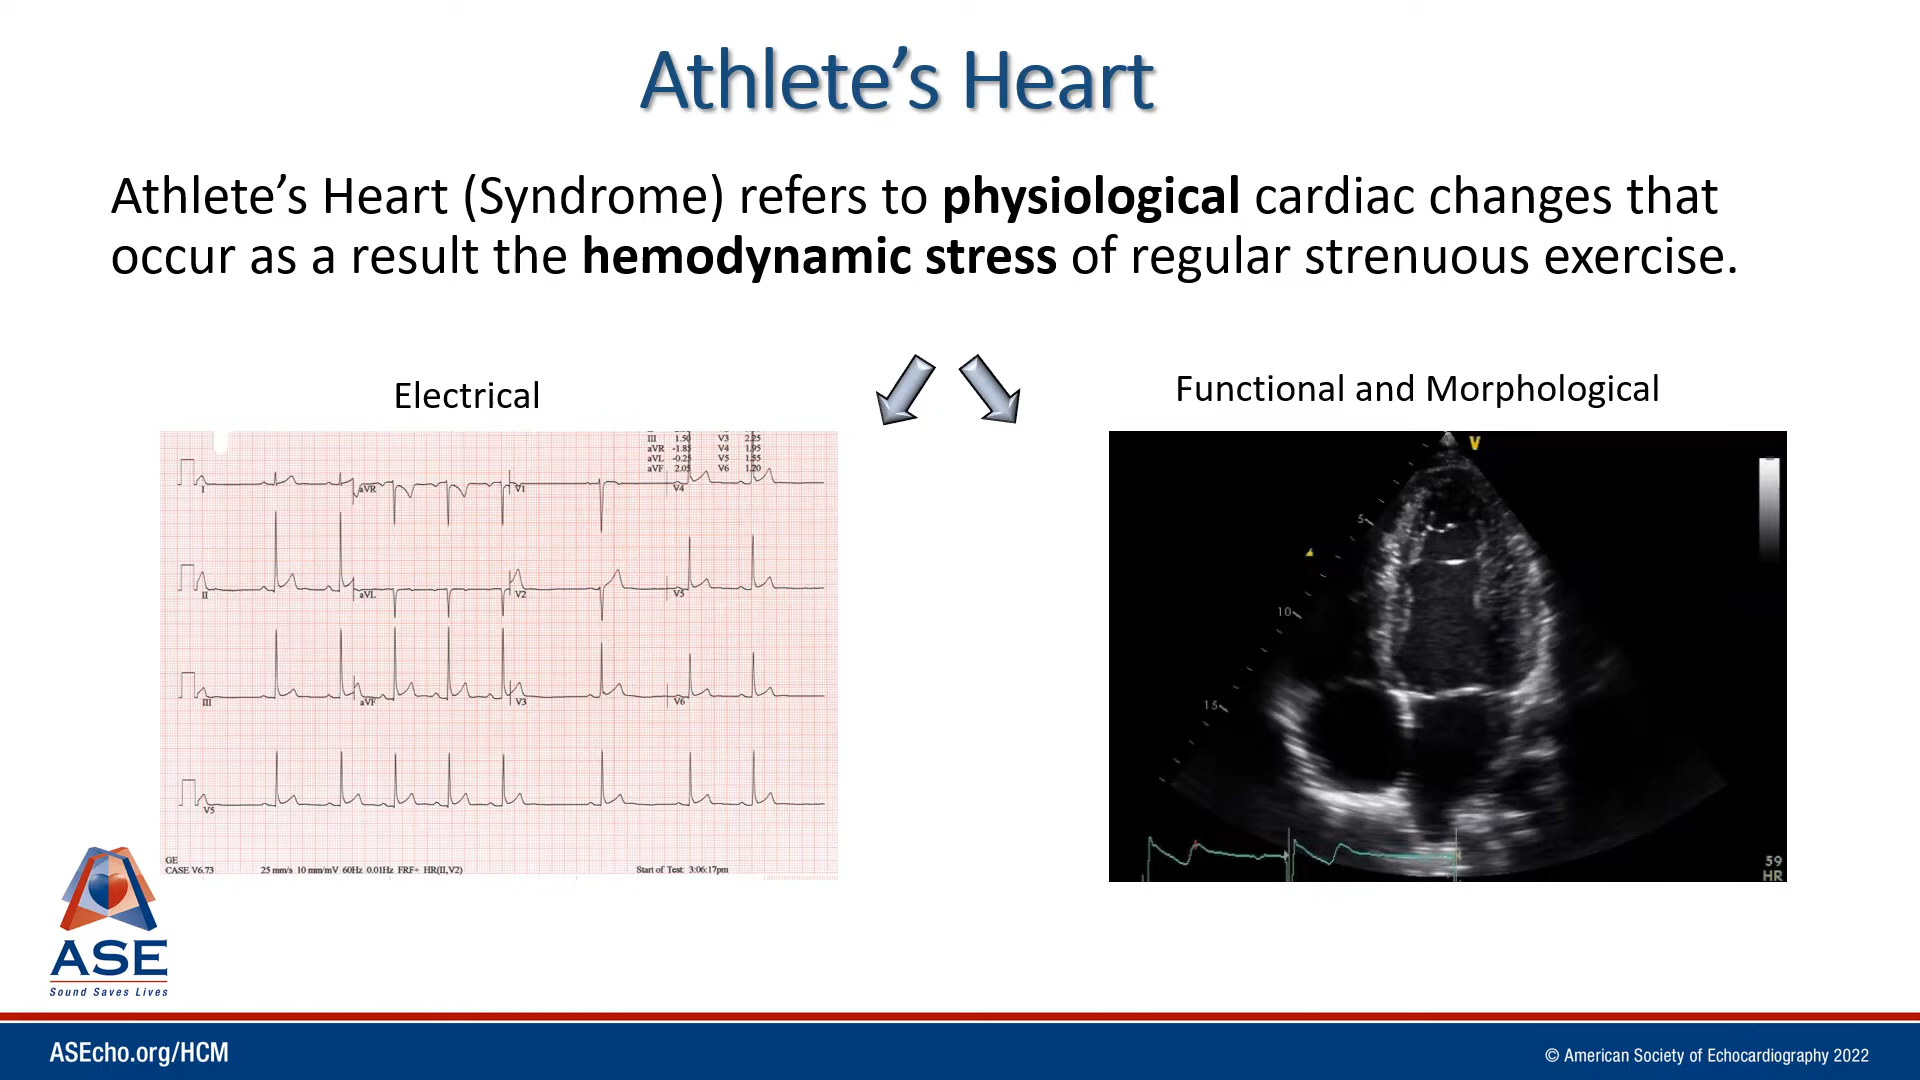 Athlete’s Heart
Athlete’s Heart (Syndrome) refers to physiological cardiac changes that
occur as a result the hemodynamic stress of regular strenuous exercise.
Electrical
Functional and Morphological
III 1.50 V3 2.25
aVR -1.85 V4 1.95
aVL -0.25 V5 1.55
aVF 2.05 V6 1.20
I aVR V1 V4
II aVL V2 V5
III aVF V3 V6
V5
GE
CASE V6.73 25 mm/s 10 mm/mV 60Hz 0.01Hz FRF+ HR(II,V2) Start of Test: 3:06:17pm
V
5
10
15
59
HR
ASE
Sound Saves Lives
ASEcho.org/HCM
© American Society of Echocardiography 2022